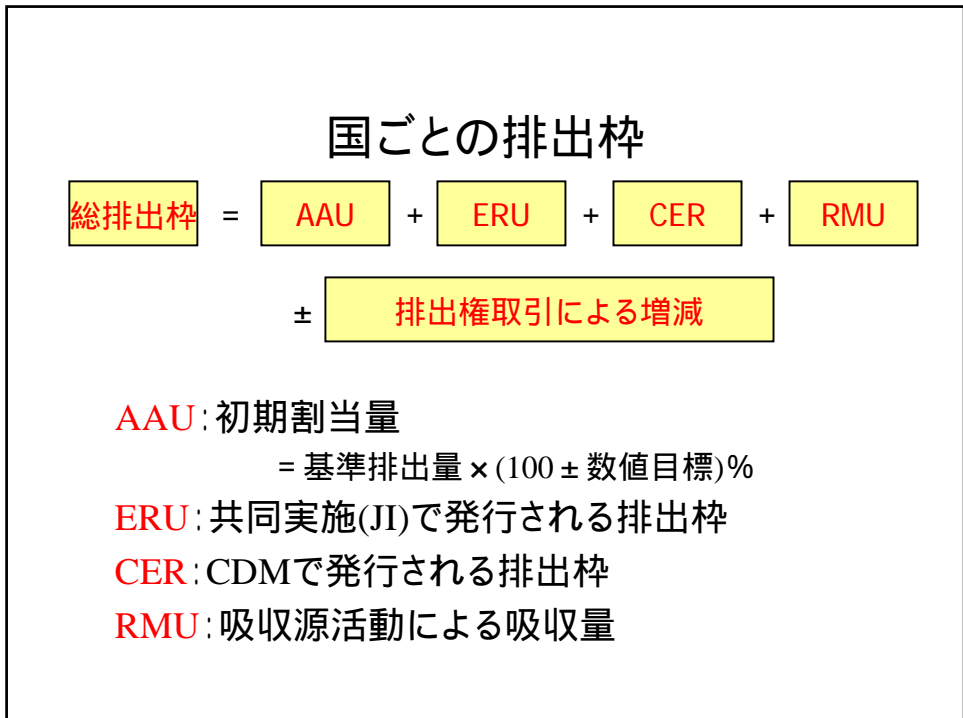 国ごとの排出枠
総排出枠 = AAU + ERU + CER + RMU
± 排出権取引による増減
AAU:初期割当量
= 基準排出量 × (100 ± 数値目標)%
ERU:共同実施(JI)で発行される排出枠
CER:CDMで発行される排出枠
RMU:吸収源活動による吸収量